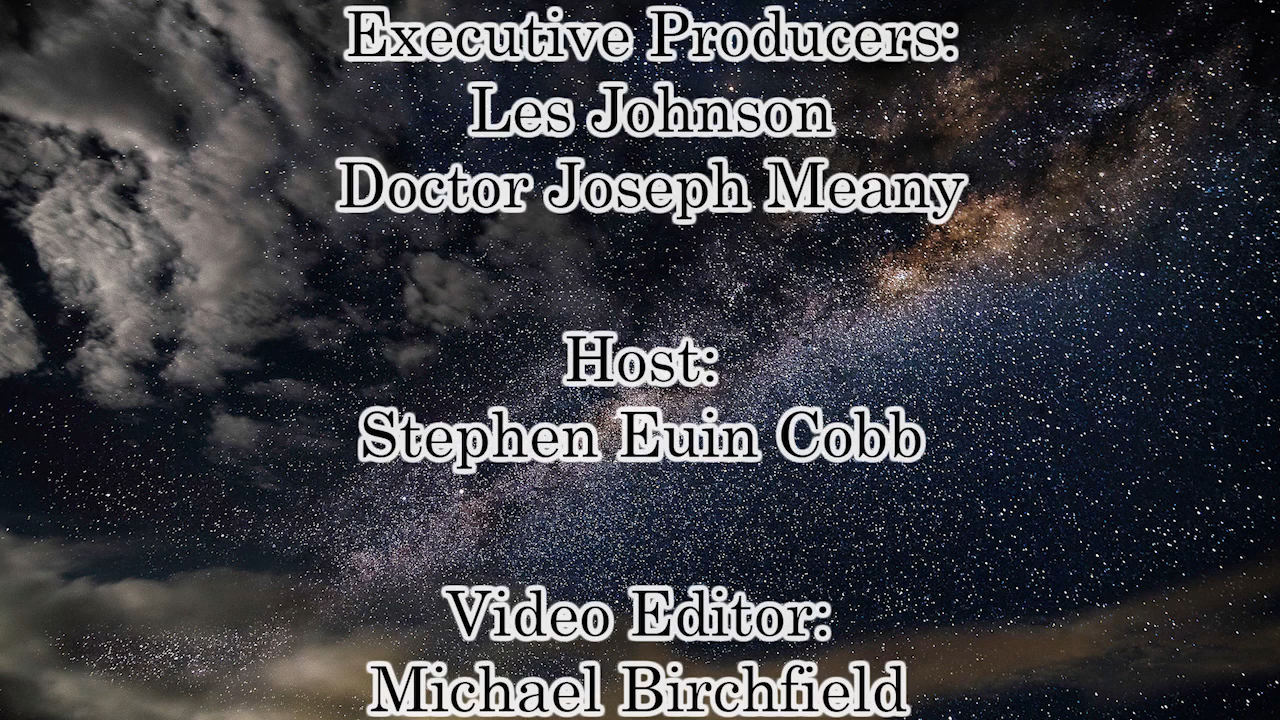 Executive Producers:
Les Johnson
Doctor Joseph Meany
Host:
Stephen Euin Cobb
Video Editor:
Michael Birchfield